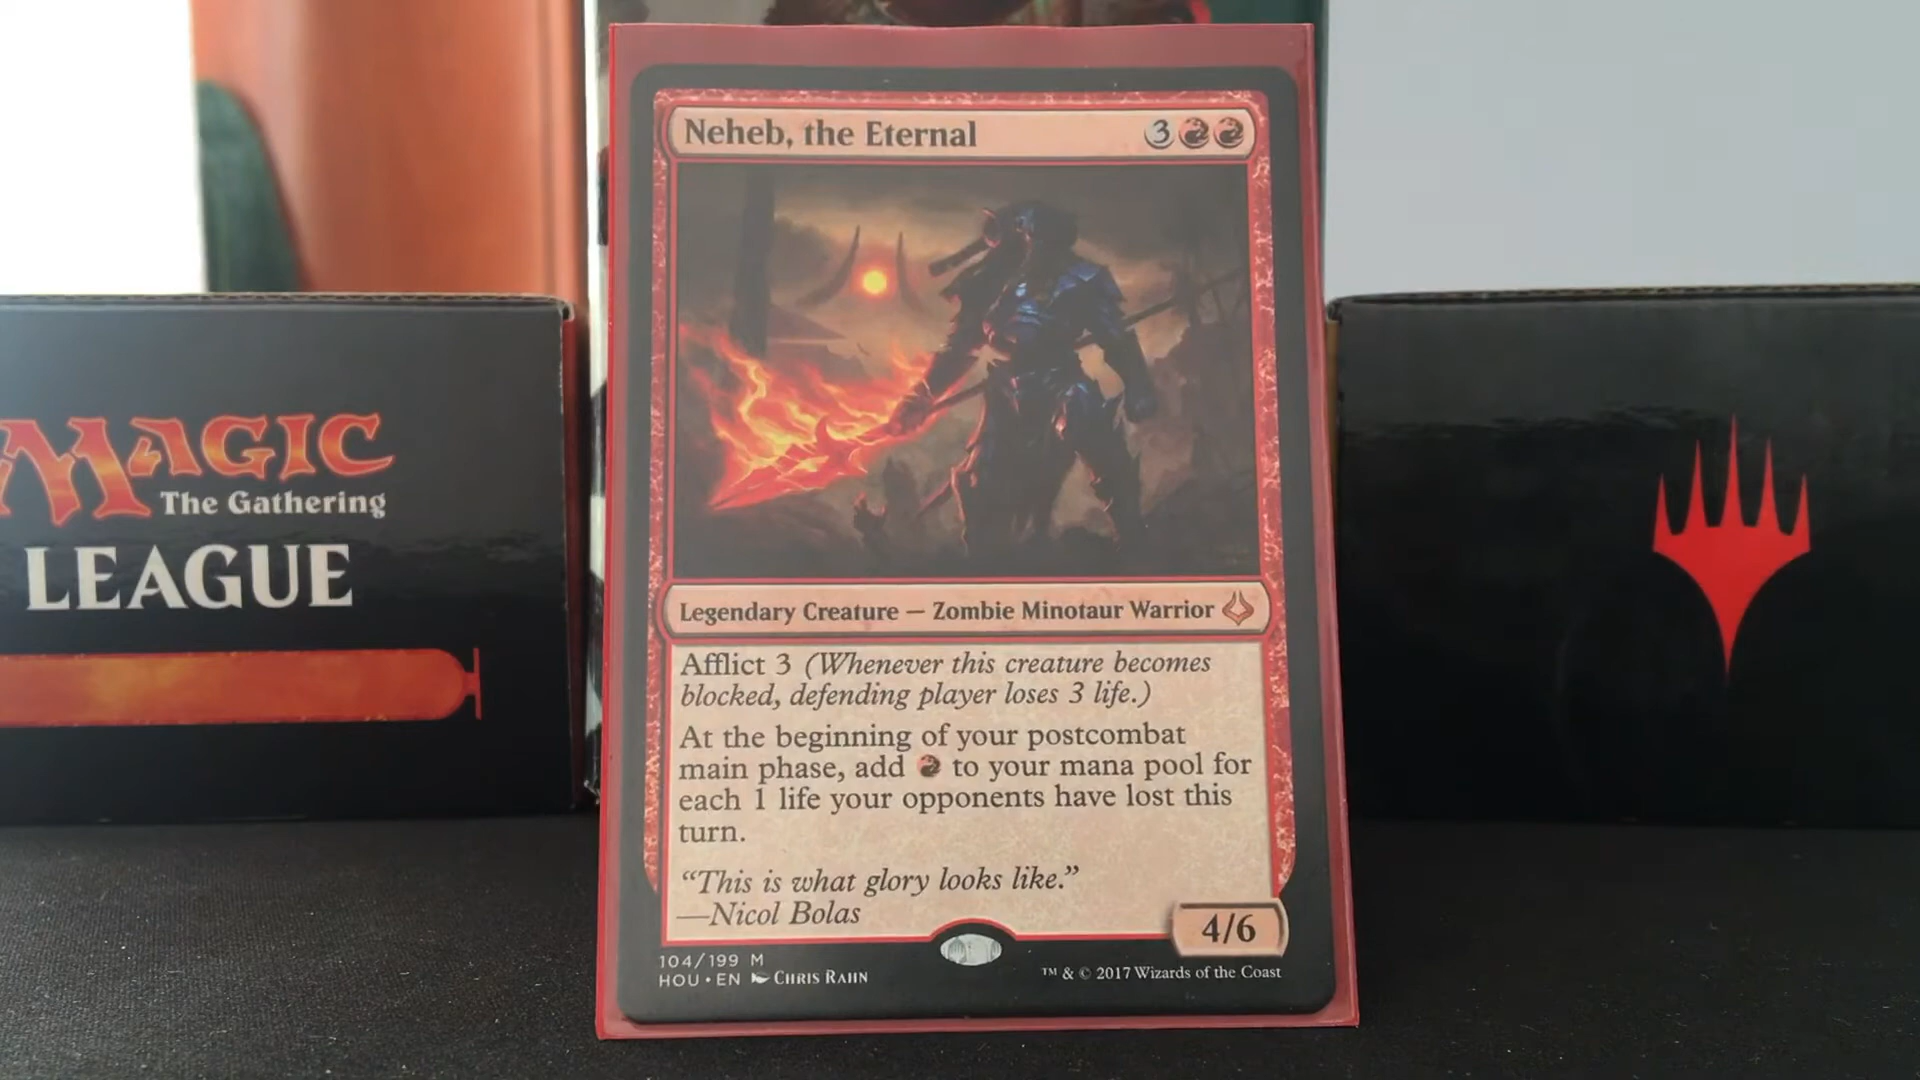 Neheb, the Eternal
3
MAGIC
The Gathering
LEAGUE
Legendary Creature — Zombie Minotaur Warrior
Afflict 3 (Whenever this creature becomes
blocked, defending player loses 3 life.)
At the beginning of your postcombat
main phase, add to your mana pool for
each 1 life your opponents have lost this
turn.
“This is what glory looks like.”
—Nicol Bolas
4/6
104/199 M
HOU • EN Chris Rahn
™ & © 2017 Wizards of the Coast